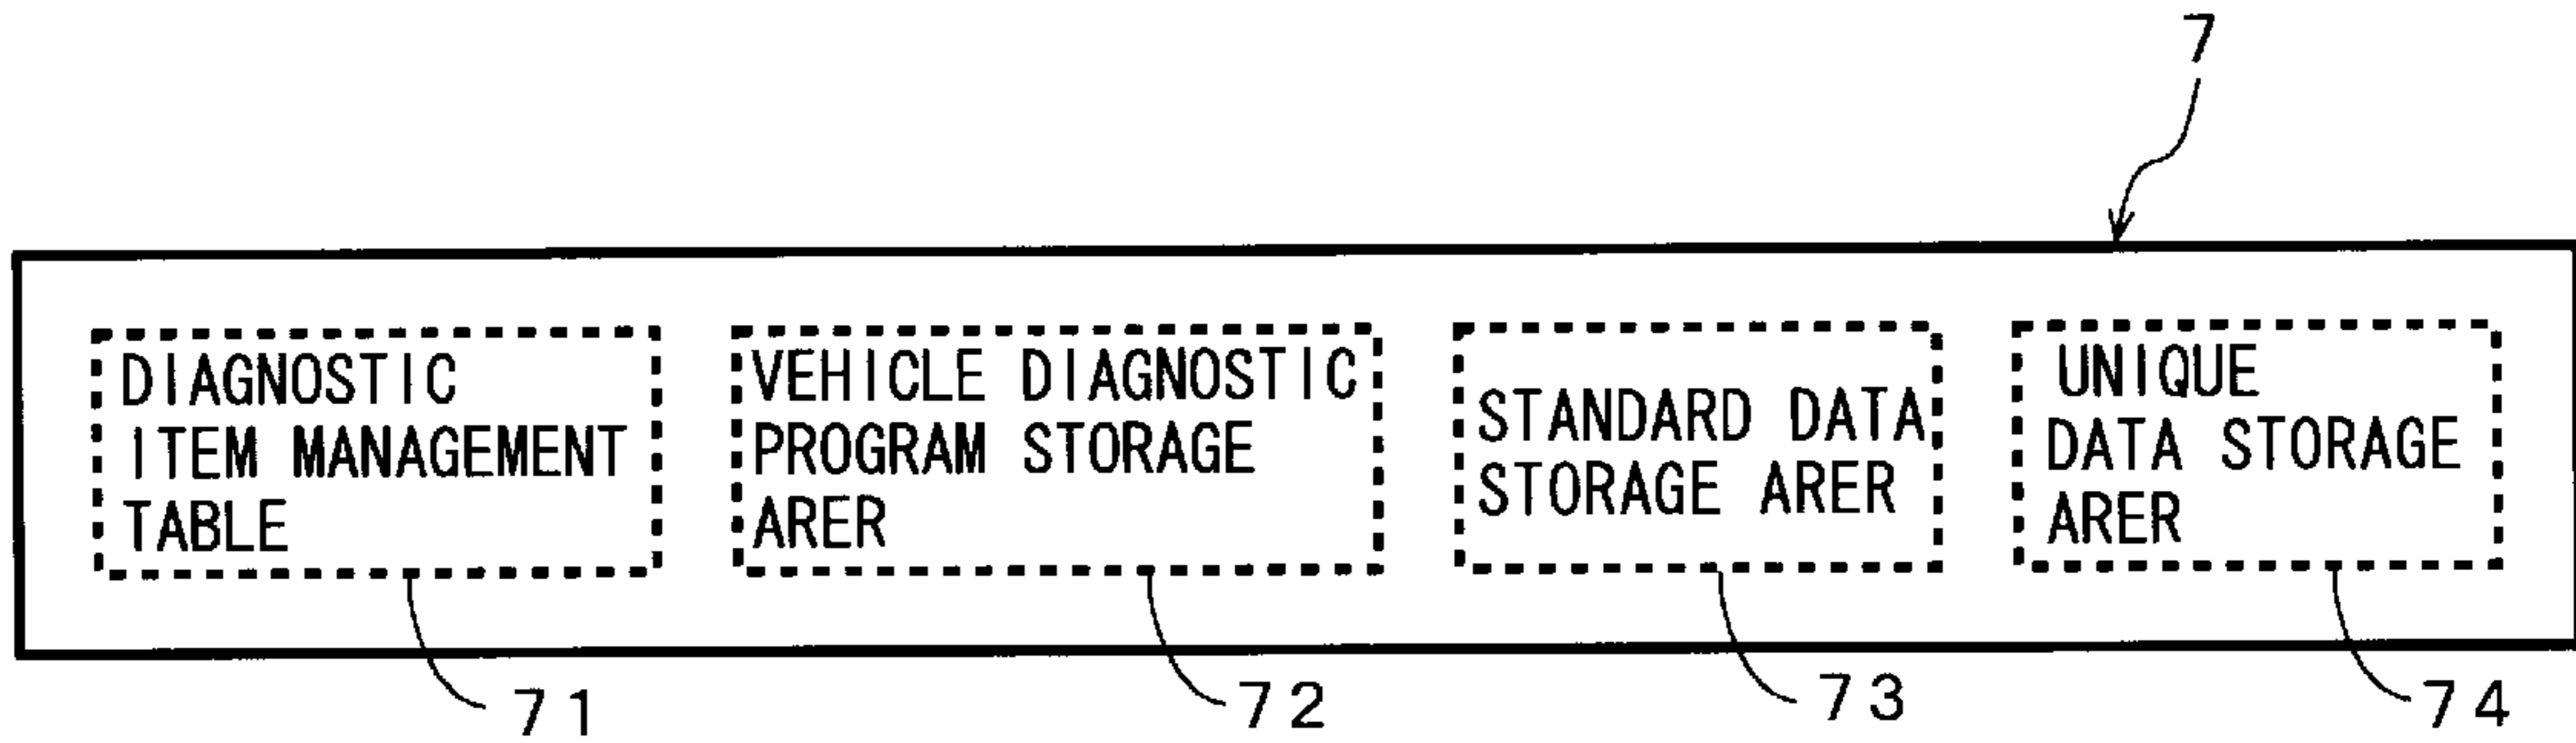 7
DIAGNOSTIC
ITEM MANAGEMENT
TABLE
VEHICLE DIAGNOSTIC
PROGRAM STORAGE
ARER
STANDARD DATA
STORAGE ARER
UNIQUE
DATA STORAGE
ARER
71
72
73
74